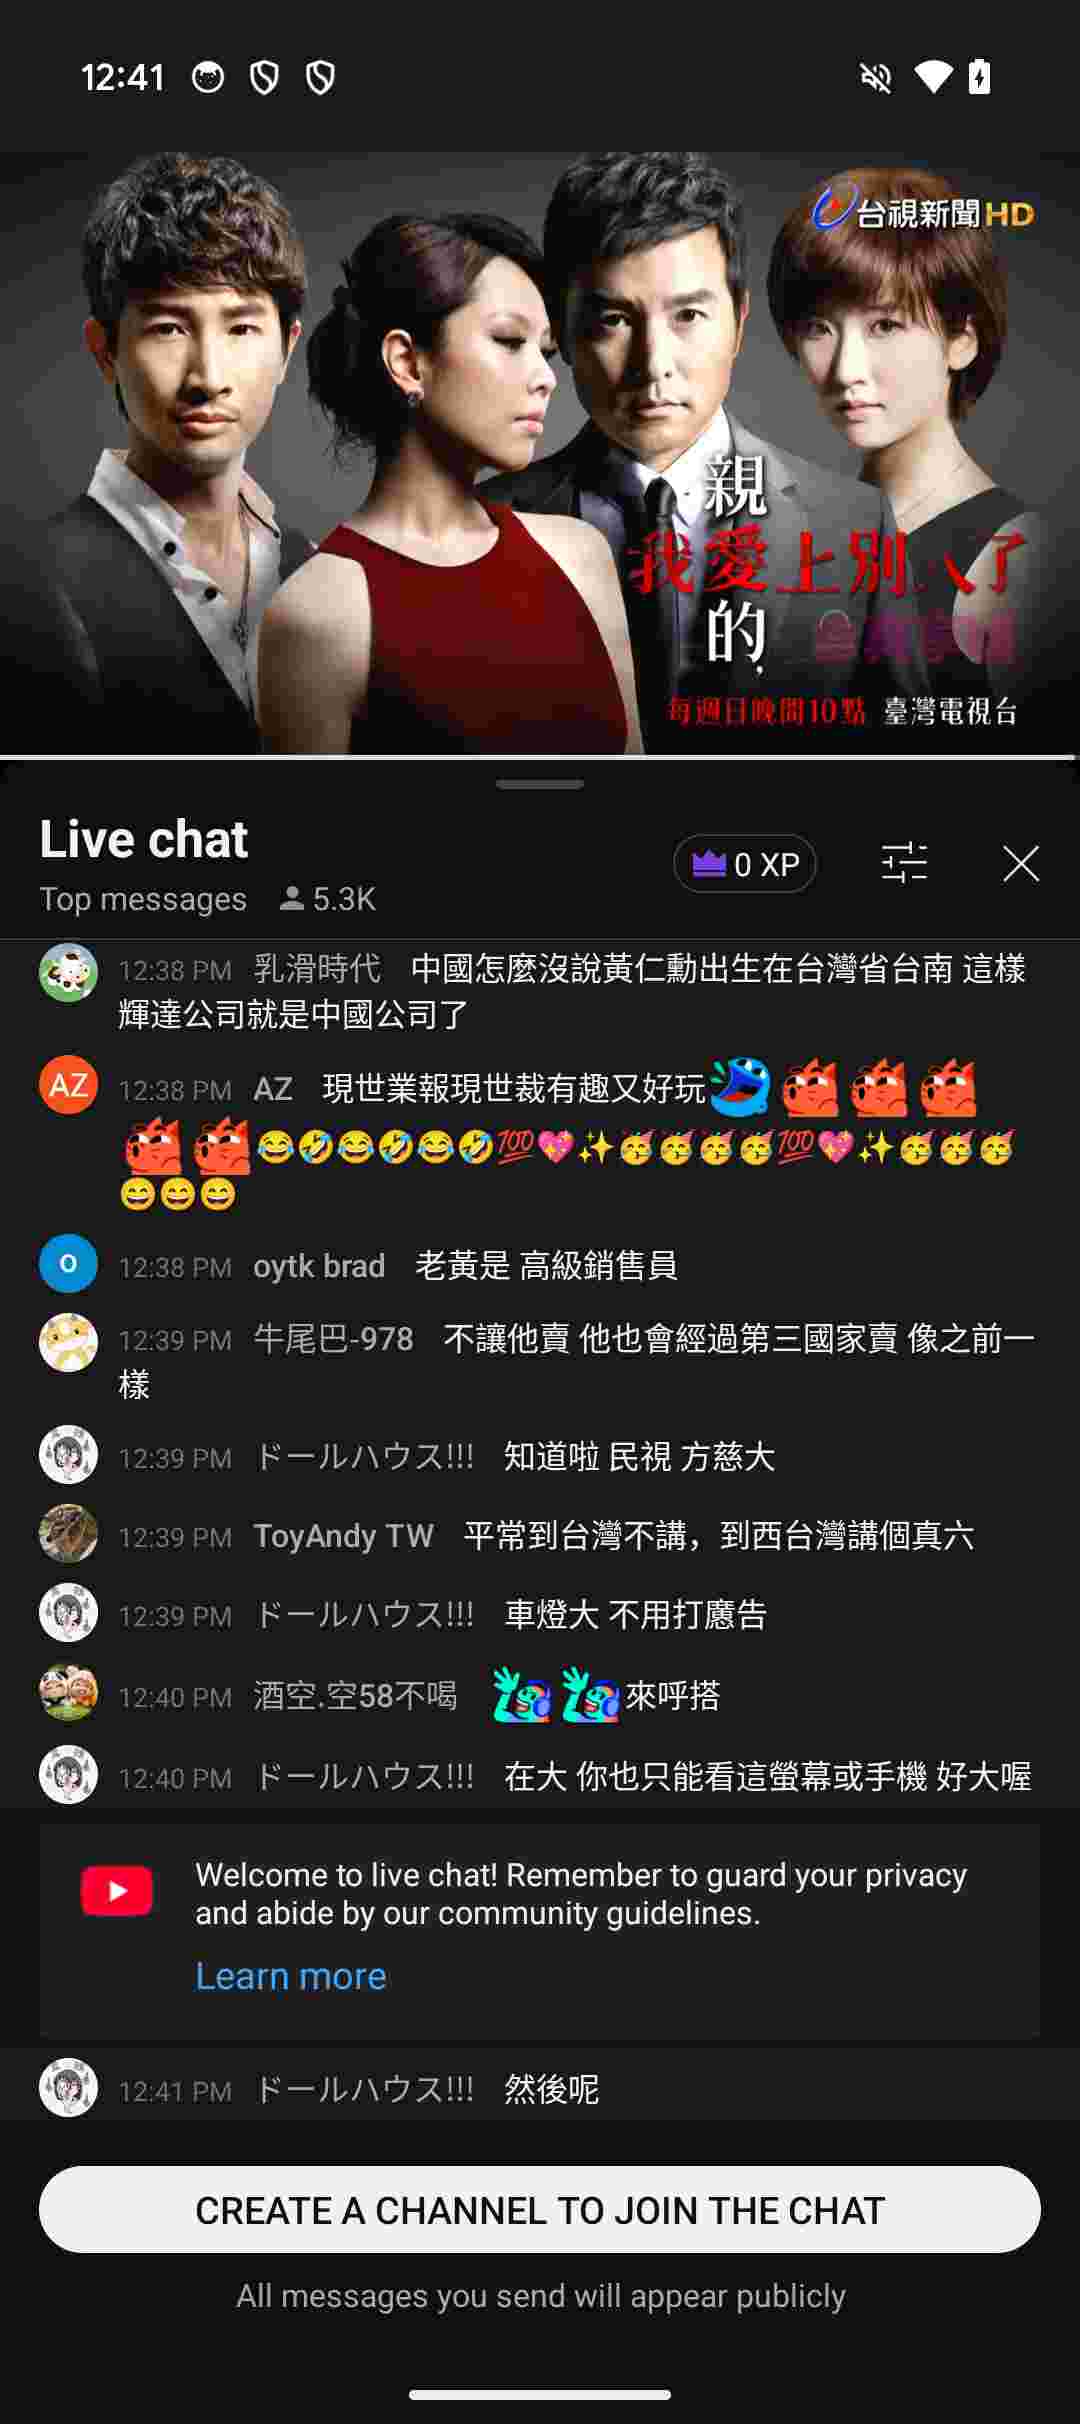 12:41
台視新聞HD
親
我愛上別人了
的,
每週日晚間10點 臺灣電視台
Live chat
Top messages 5.3K
0 XP
12:38 PM 乳滑時代 中國怎麼沒說黃仁勳出生在台灣省台南 這樣
輝達公司就是中國公司了
AZ 12:38 PM AZ 現世業報現世裁有趣又好玩
💯 💯
O 12:38 PM oytk brad 老黃是 高級銷售員
12:39 PM 牛尾巴-978 不讓他賣 他也會經過第三國家賣 像之前一
樣
12:39 PM ドールハウス!!! 知道啦 民視 方慈大
12:39 PM ToyAndy TW 平常到台灣不講，到西台灣講個真六
12:39 PM ドールハウス!!! 車燈大 不用打廣告
12:40 PM 酒空.空58不喝 來呼搭
12:40 PM ドールハウス!!! 在大 你也只能看這螢幕或手機 好大喔
Welcome to live chat! Remember to guard your privacy
and abide by our community guidelines.
Learn more
12:41 PM ドールハウス!!! 然後呢
CREATE A CHANNEL TO JOIN THE CHAT
All messages you send will appear publicly